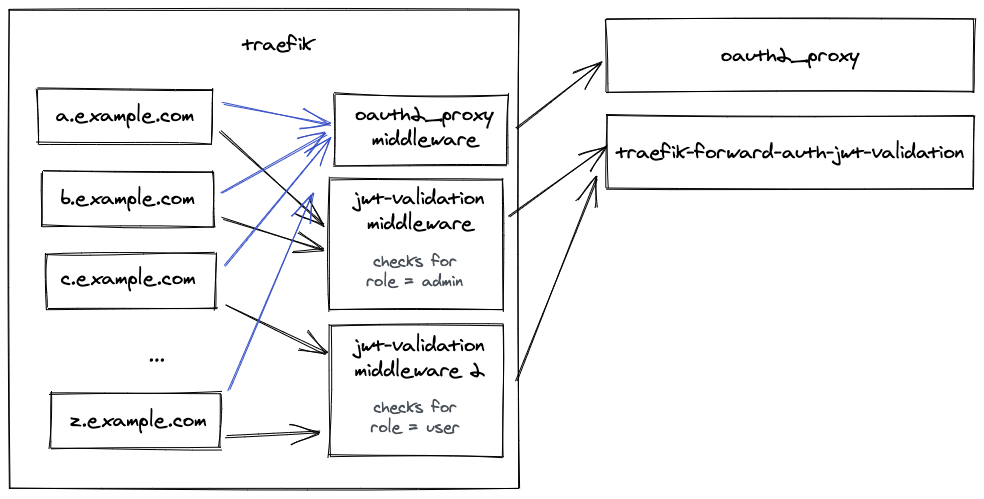 traefik
a.example.com
b.example.com
c.example.com
...
z.example.com
oauth2_proxy
middleware
jwt-validation
middleware
checks for
role = admin
jwt-validation
middleware 2
checks for
role = user
oauth2_proxy
traefik-forward-auth-jwt-validation